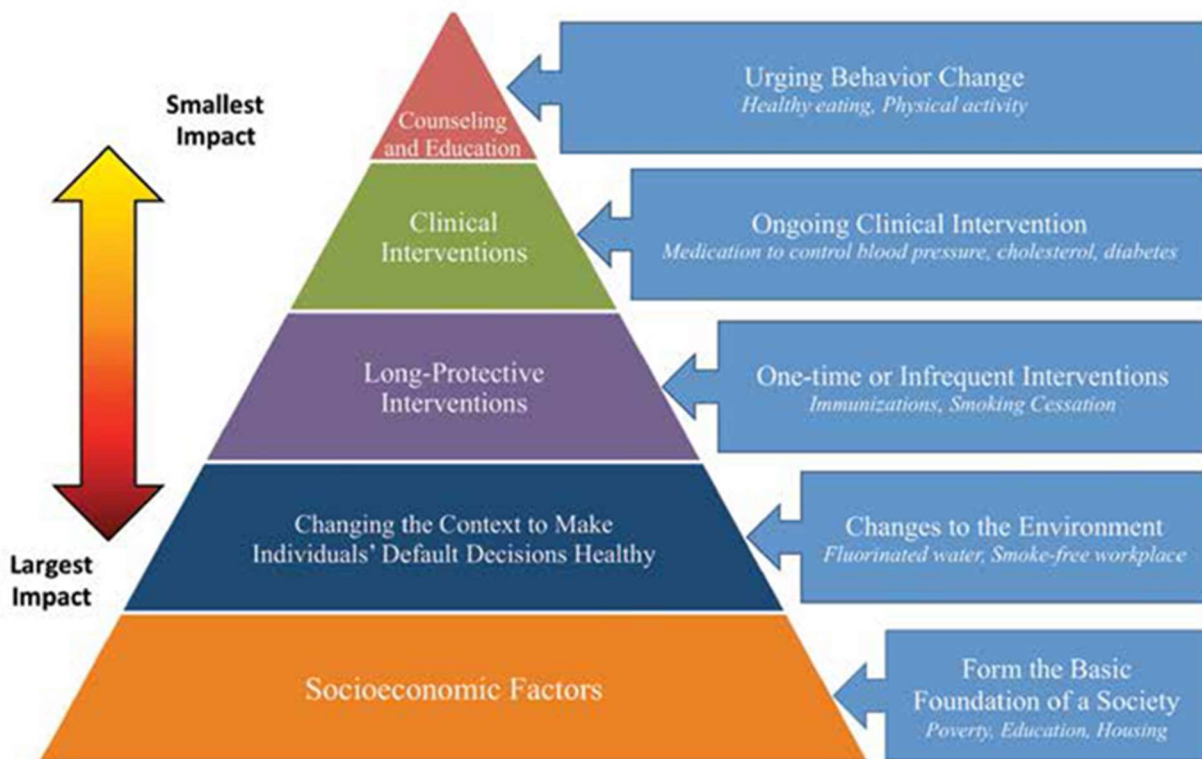 Smallest
Impact
Counseling
and Education
Urging Behavior Change
Healthy eating, Physical activity
Clinical
Interventions
Ongoing Clinical Intervention
Medication to control blood pressure, cholesterol, diabetes
Long-Protective
Interventions
One-time or Infrequent Interventions
Immunizations, Smoking Cessation
Changing the Context to Make
Individuals’ Default Decisions Healthy
Changes to the Environment
Fluorinated water, Smoke-free workplace
Largest
Impact
Socioeconomic Factors
Form the Basic
Foundation of a Society
Poverty, Education, Housing